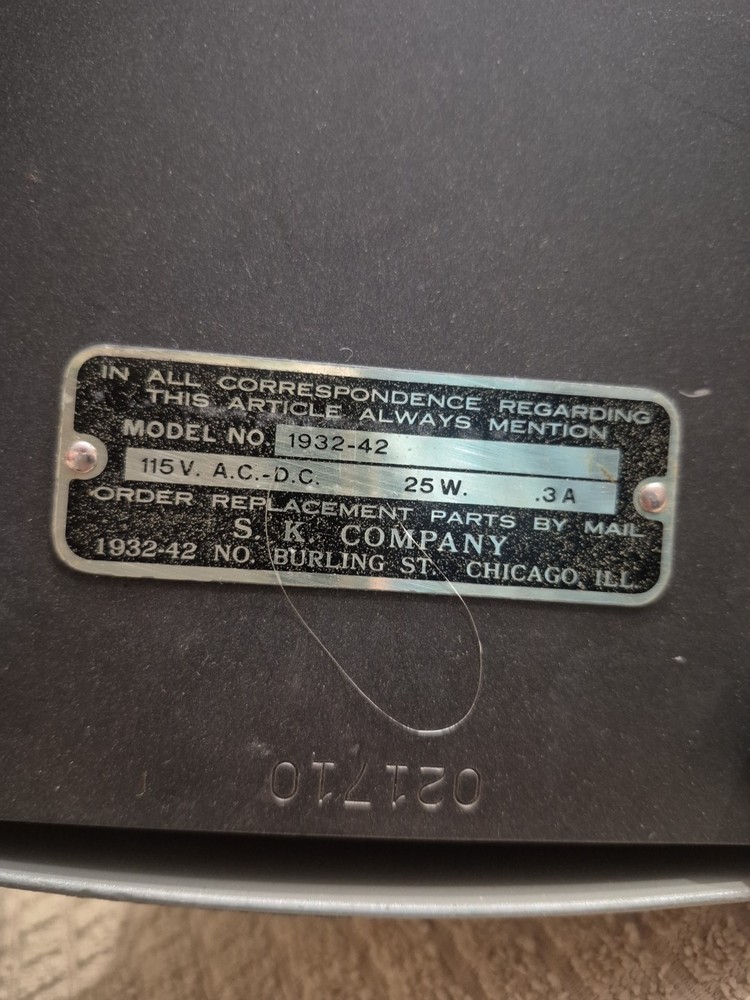 IN ALL CORRESPONDENCE REGARDING
THIS ARTICLE ALWAYS MENTION
MODEL NO. 1932-42
115 V. A.C.-D.C. 25 W. .3 A
ORDER REPLACEMENT PARTS BY MAIL
S. K. COMPANY
1932-42 NO. BURLING ST. CHICAGO, ILL.
021710